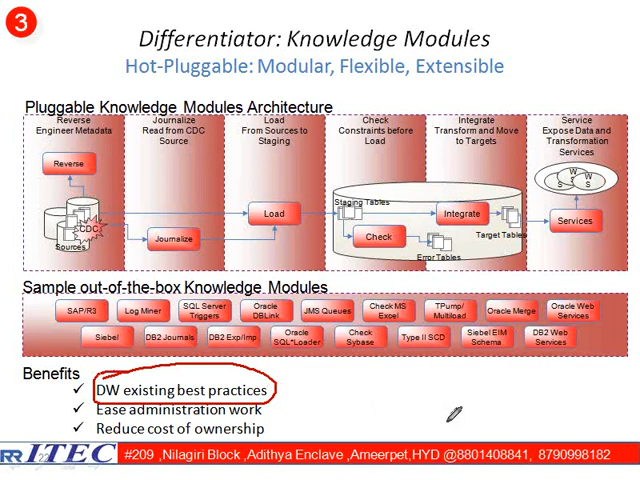 3
Differentiator: Knowledge Modules
Hot-Pluggable: Modular, Flexible, Extensible
Pluggable Knowledge Modules Architecture
Reverse
Engineer Metadata
Journalize
Read from CDC
Source
Load
From Sources to
Staging
Check
Constraints before
Load
Integrate
Transform and Move
to Targets
Service
Expose Data and
Transformation
Services
Reverse
CDC
Sources
Journalize
Load
Staging Tables
Check
Error Tables
Integrate
Target Tables
W
S
W
S
W
S
Services
Sample out-of-the-box Knowledge Modules
SAP/R3
Log Miner
SQL Server
Triggers
Oracle
DBLink
JMS Queues
Check MS
Excel
TPump/
Multiload
Oracle Merge
Oracle Web
Services
Siebel
DB2 Journals
DB2 Exp/Imp
Oracle
SQL*Loader
Check
Sybase
Type II SCD
Siebel EIM
Schema
DB2 Web
Services
Benefits
✓ DW existing best practices
✓ Ease administration work
✓ Reduce cost of ownership
RR ITEC
22
#209 ,Nilagiri Block ,Adithya Enclave ,Ameerpet,HYD @8801408841, 8790998182